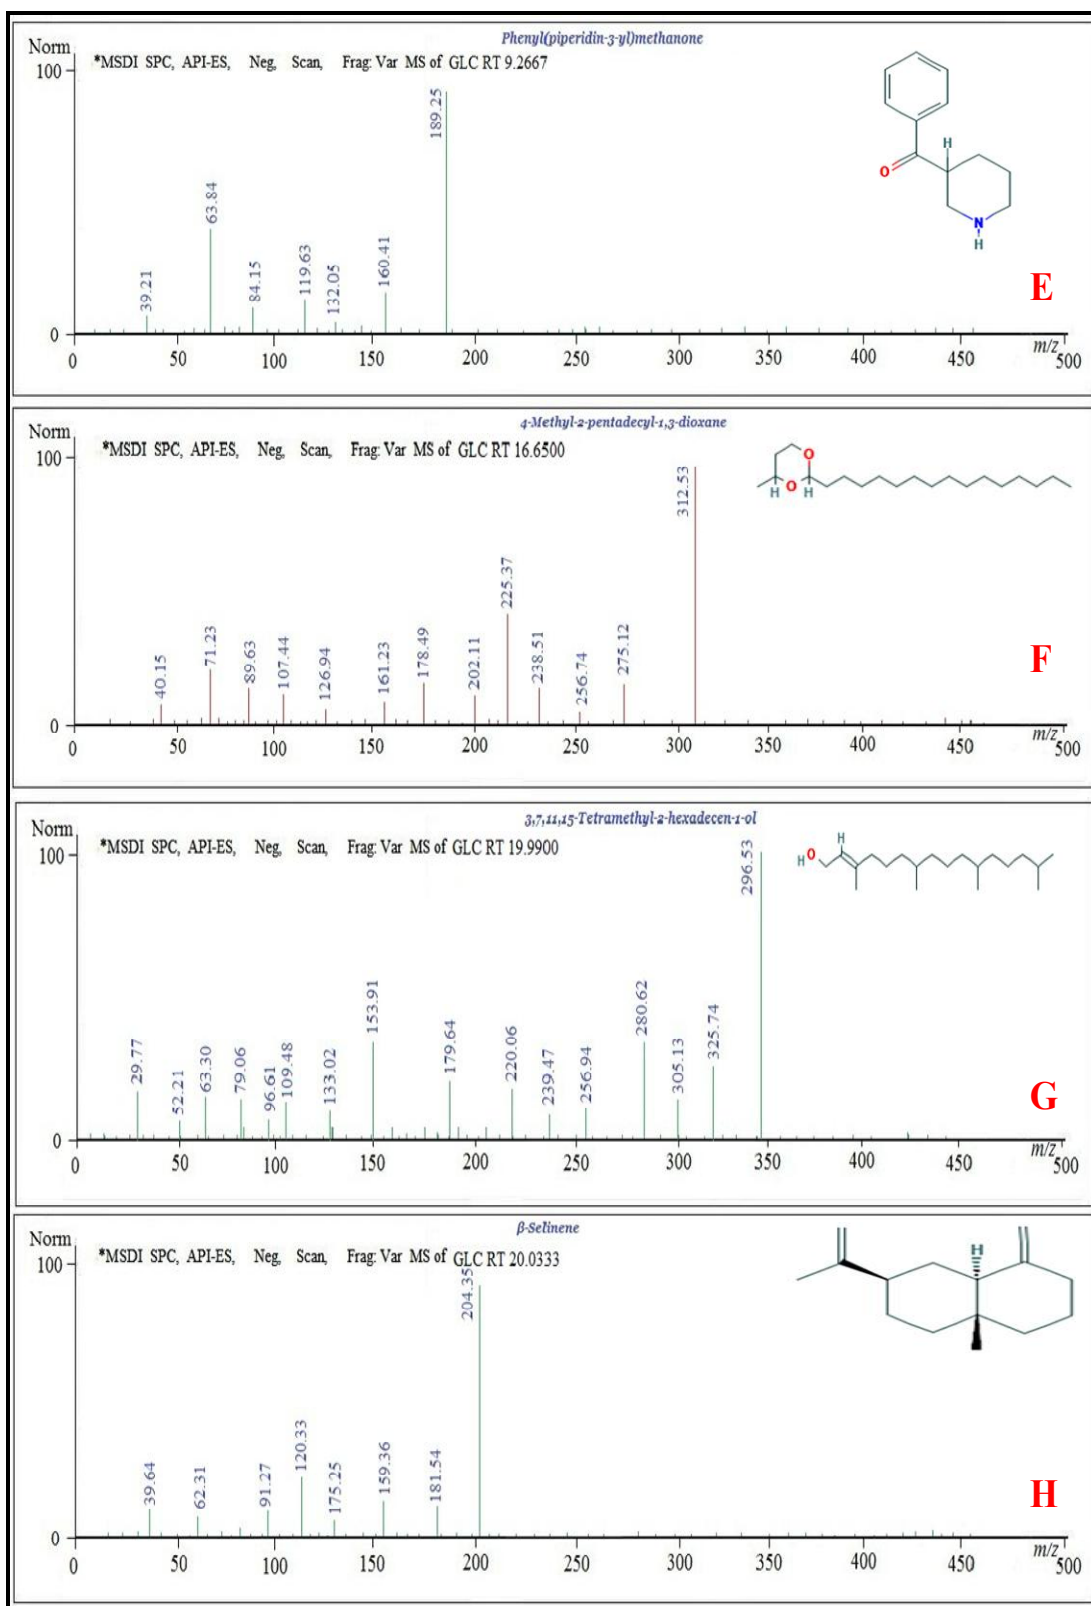 Phenyl(piperidin-3-yl)methanone
Norm
*MSDI SPC, API-ES, Neg, Scan, Frag: Var MS of GLC RT 9.2667
100
189.25
63.84
39.21
84.15
119.63
132.05
160.41
O
H
N
H
E
0
0 50 100 150 200 250 300 350 400 450 500
m/z
4-Methyl-2-pentadecyl-1,3-dioxane
Norm
*MSDI SPC, API-ES, Neg, Scan, Frag: Var MS of GLC RT 16.6500
100
312.53
225.37
40.15
71.23
89.63
107.44
126.94
161.23
178.49
202.11
238.51
256.74
275.12
O
H O H
F
0
0 50 100 150 200 250 300 350 400 450 500
m/z
3,7,11,15-Tetramethyl-2-hexadecen-1-ol
Norm
*MSDI SPC, API-ES, Neg, Scan, Frag: Var MS of GLC RT 19.9900
100
296.53
29.77
52.21
63.30
79.06
96.61
109.48
133.02
153.91
179.64
220.06
239.47
256.94
280.62
305.13
325.74
H O H
G
0
0 50 100 150 200 250 300 350 400 450 500
m/z
β-Selinene
Norm
*MSDI SPC, API-ES, Neg, Scan, Frag: Var MS of GLC RT 20.0333
100
204.35
39.64
62.31
91.27
120.33
175.25
159.36
181.54
H
H
0
0 50 100 150 200 250 300 350 400 450 500
m/z